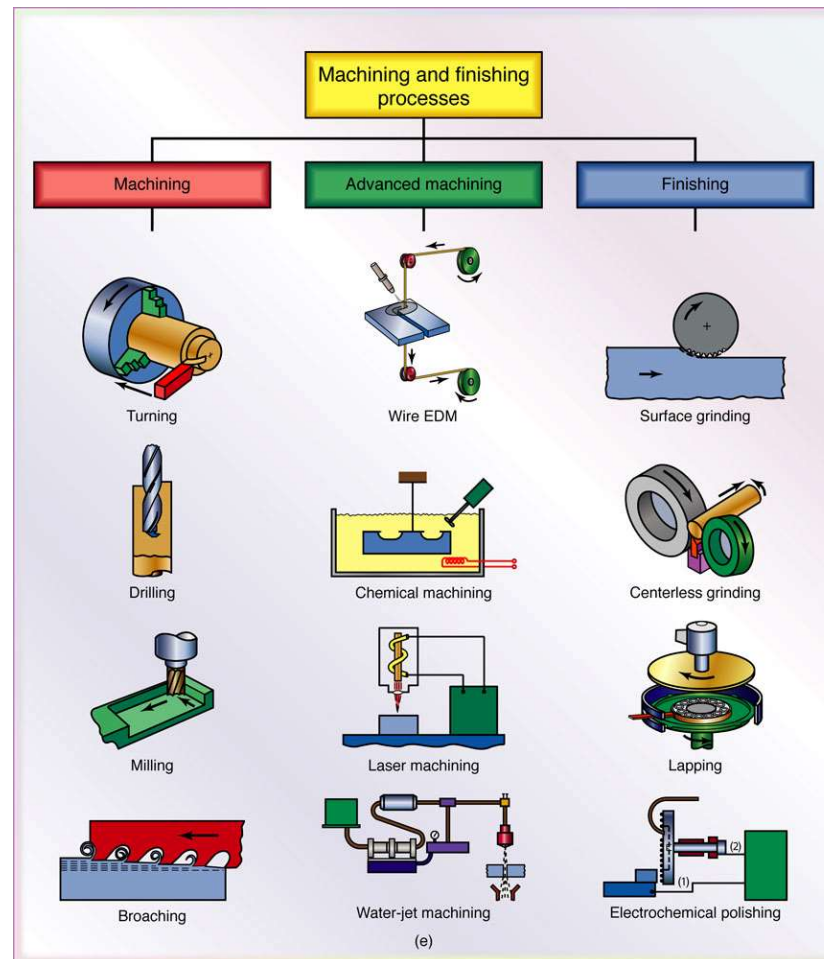 Machining and finishing
processes
Machining
Advanced machining
Finishing
Turning
Wire EDM
Surface grinding
Drilling
Chemical machining
Centerless grinding
Milling
Laser machining
Lapping
(2)
(1)
Broaching
Water-jet machining
Electrochemical polishing
(e)